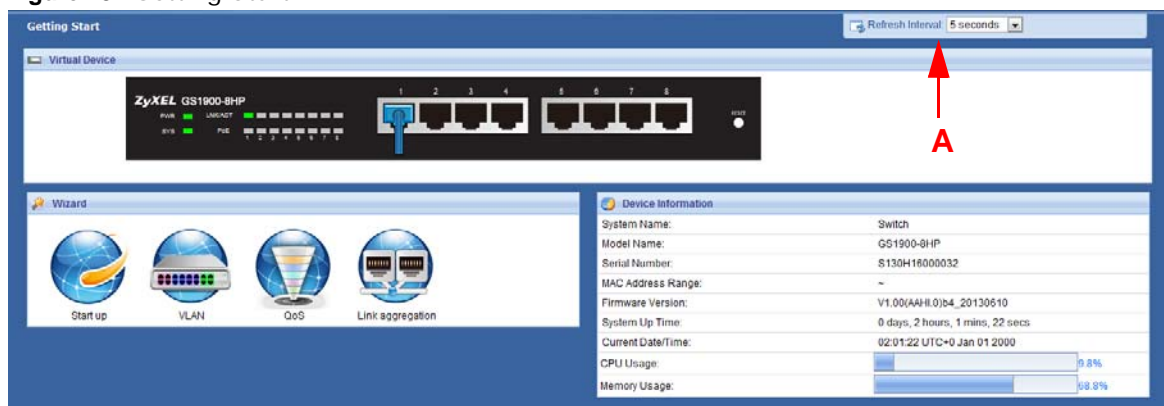 Getting Start
Refresh Interval: 5 seconds
Virtual Device
ZyXEL GS1900-8HP
1 2 3 4 5 6 7 8
PWR LNK/ACT
SYS PoE
1 2 3 4 5 6 7 8
A
Wizard
Start up VLAN QoS Link aggregation
Device Information
System Name: Switch
Model Name: GS1900-8HP
Serial Number: S130H16000032
MAC Address Range: ~
Firmware Version: V1.00(AAHI.0)b4_20130610
System Up Time: 0 days, 2 hours, 1 mins, 22 secs
Current Date/Time: 02:01:22 UTC+0 Jan 01 2000
CPU Usage: 9.8%
Memory Usage: 68.8%